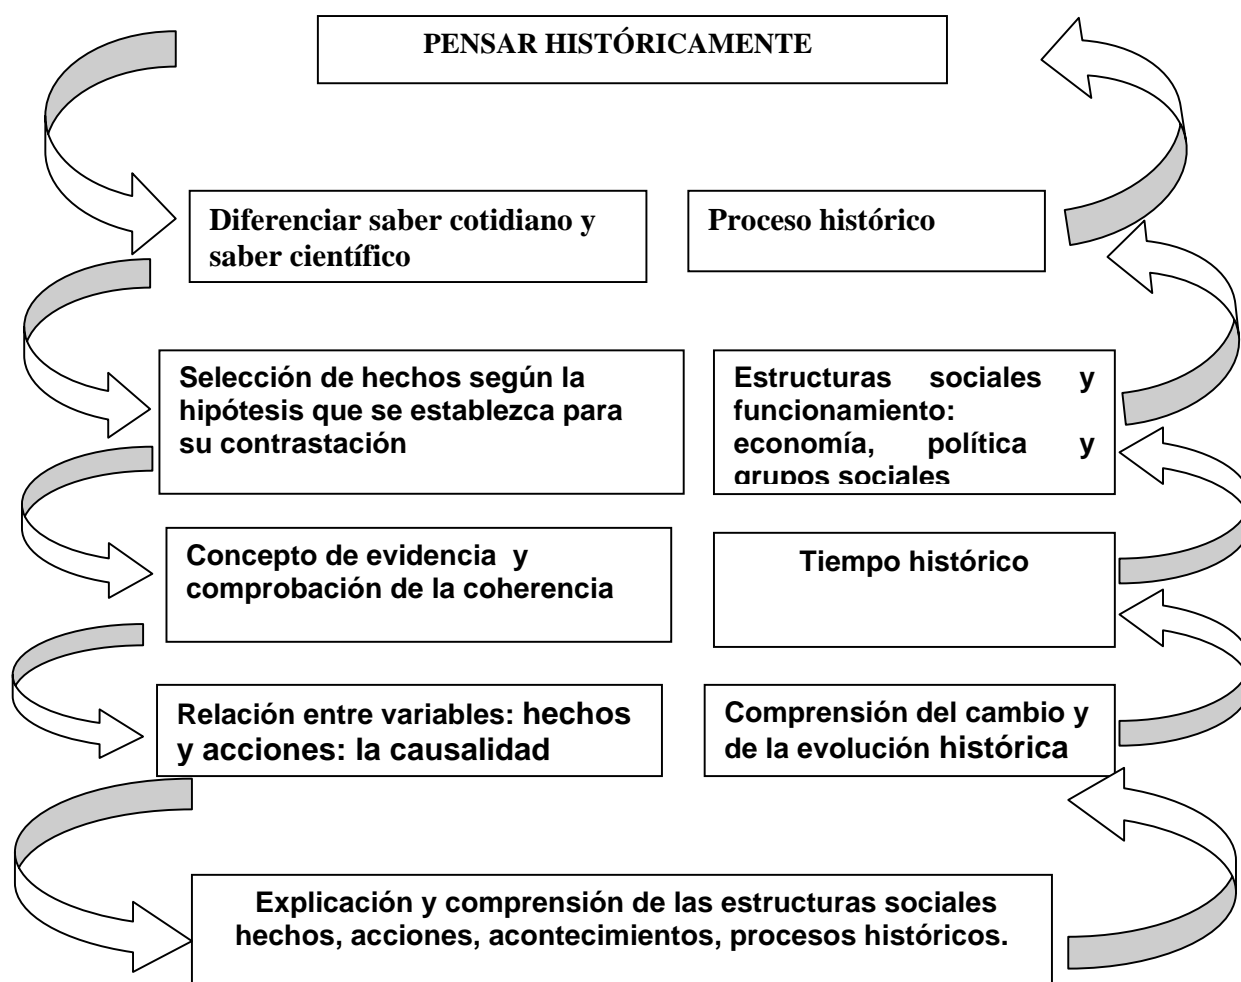 PENSAR HISTÓRICAMENTE
Diferenciar saber cotidiano y
saber científico
Proceso histórico
Selección de hechos según la
hipótesis que se establezca para
su contrastación
Estructuras sociales y
funcionamiento:
economía, política y
grupos sociales
Concepto de evidencia y
comprobación de la coherencia
Tiempo histórico
Relación entre variables: hechos
y acciones: la causalidad
Comprensión del cambio y
de la evolución histórica
Explicación y comprensión de las estructuras sociales
hechos, acciones, acontecimientos, procesos históricos.